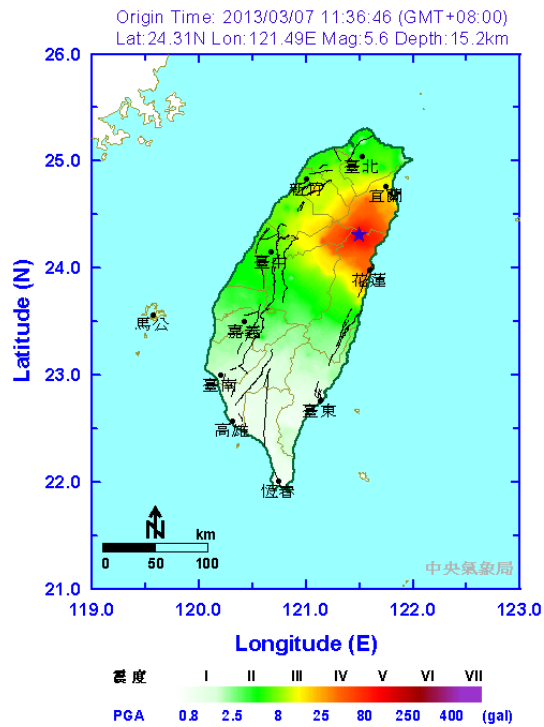 Origin Time: 2013/03/07 11:36:46 (GMT+08:00)
Lat:24.31N Lon:121.49E Mag:5.6 Depth:15.2km
26.0
25.0
24.0
23.0
22.0
21.0
Latitude (N)
臺北
新竹
宜蘭
臺中
花蓮
馬公
嘉義
臺南
臺東
高雄
恆春
N
km
0 50 100
中央氣象局
119.0 120.0 121.0 122.0 123.0
Longitude (E)
震度 I II III IV V VI VII
PGA 0.8 2.5 8 25 80 250 400 (gal)